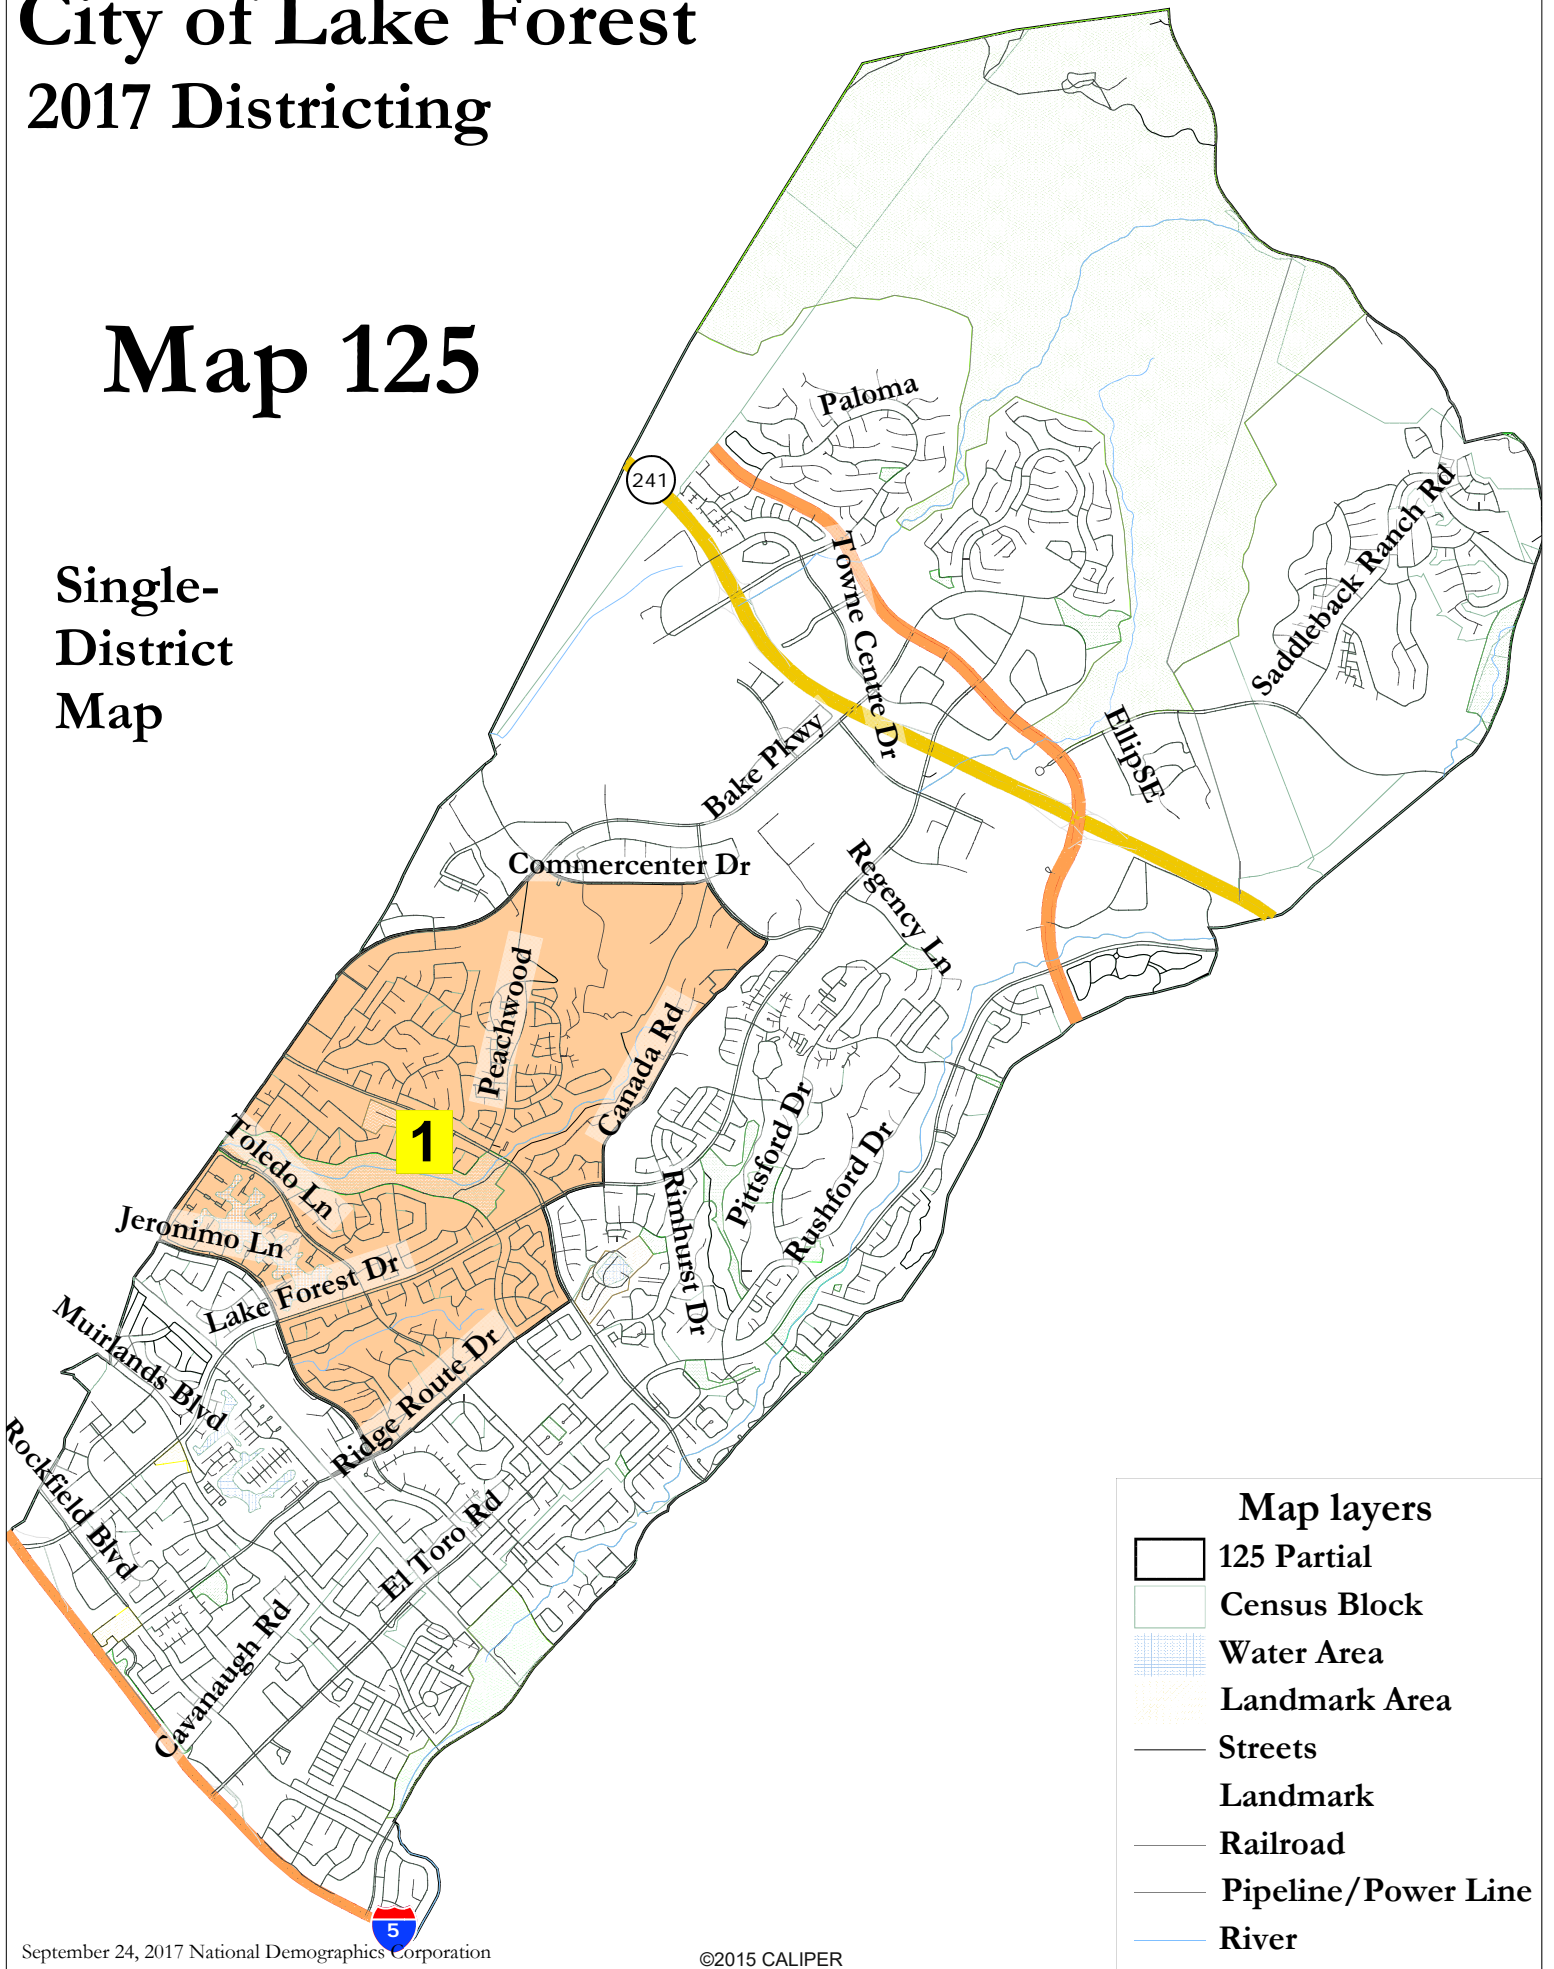 City of Lake Forest
2017 Districting
Map 125
Single-
District
Map
Paloma
241
Towne Centre Dr
Saddleback Ranch Rd
EllipSE
Bake Pkwy
Commercenter Dr
Regency Ln
Peachwood
Canada Rd
1
Toledo Ln
Jeronimo Ln
Lake Forest Dr
Pittsford Dr
Rushford Dr
Rimhurst Dr
Muirlands Blvd
Ridge Route Dr
Rockfield Blvd
El Toro Rd
Cavanaugh Rd
5
Map layers
125 Partial
Census Block
Water Area
Landmark Area
Streets
Landmark
Railroad
Pipeline/Power Line
River
September 24, 2017 National Demographics Corporation
©2015 CALIPER